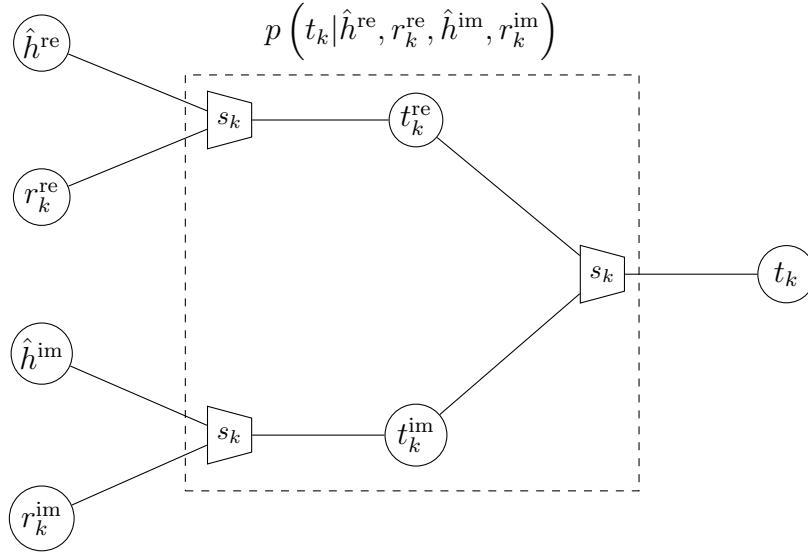 p(t_k|ĥ^re, r_k^re, ĥ^im, r_k^im)
ĥ^re
s_k
t_k^re
r_k^re
s_k
t_k
ĥ^im
s_k
t_k^im
r_k^im